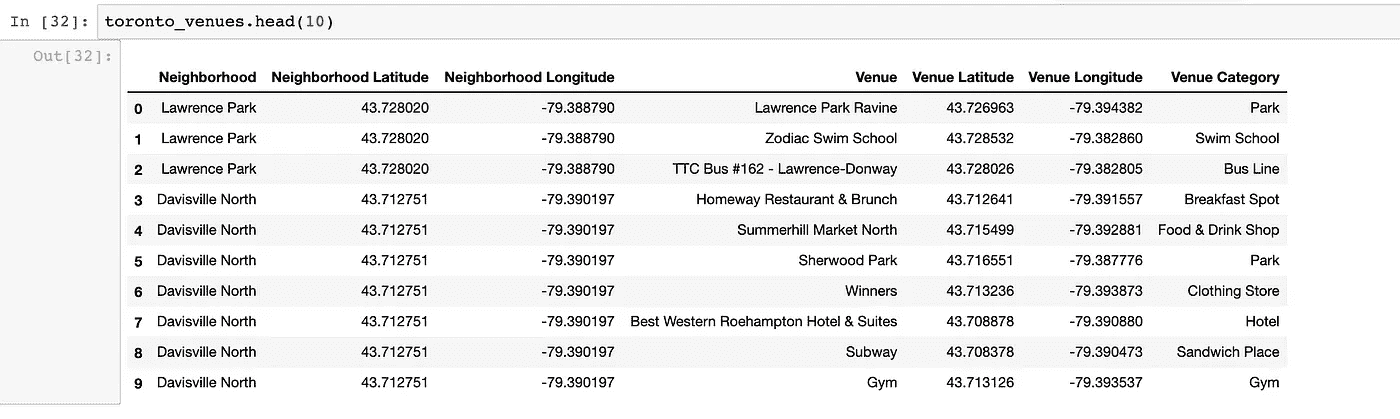 In [32]: toronto_venues.head(10)
Out[32]:
Neighborhood Neighborhood Latitude Neighborhood Longitude Venue Venue Latitude Venue Longitude Venue Category
0 Lawrence Park 43.728020 -79.388790 Lawrence Park Ravine 43.726963 -79.394382 Park
1 Lawrence Park 43.728020 -79.388790 Zodiac Swim School 43.728532 -79.382860 Swim School
2 Lawrence Park 43.728020 -79.388790 TTC Bus #162 - Lawrence-Donway 43.728026 -79.382805 Bus Line
3 Davisville North 43.712751 -79.390197 Homeway Restaurant & Brunch 43.712641 -79.391557 Breakfast Spot
4 Davisville North 43.712751 -79.390197 Summerhill Market North 43.715499 -79.392881 Food & Drink Shop
5 Davisville North 43.712751 -79.390197 Sherwood Park 43.716551 -79.387776 Park
6 Davisville North 43.712751 -79.390197 Winners 43.713236 -79.393873 Clothing Store
7 Davisville North 43.712751 -79.390197 Best Western Roehampton Hotel & Suites 43.708878 -79.390880 Hotel
8 Davisville North 43.712751 -79.390197 Subway 43.708378 -79.390473 Sandwich Place
9 Davisville North 43.712751 -79.390197 Gym 43.713126 -79.393537 Gym